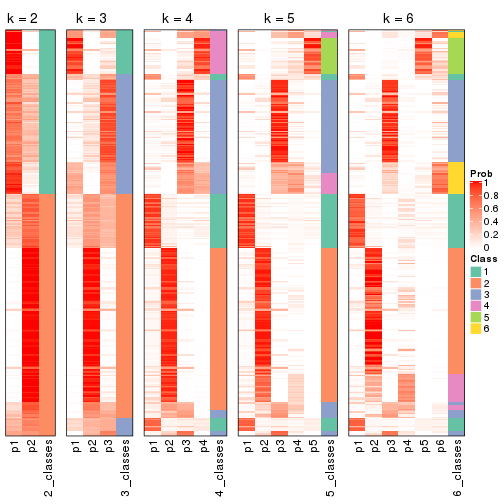 k = 2
k = 3
k = 4
k = 5
k = 6
p1
p2
2_classes
p1
p2
p3
3_classes
p1
p2
p3
p4
4_classes
p1
p2
p3
p4
p5
5_classes
p1
p2
p3
p4
p5
p6
6_classes
Prob
1
0.8
0.6
0.4
0.2
0
Class
1
2
3
4
5
6